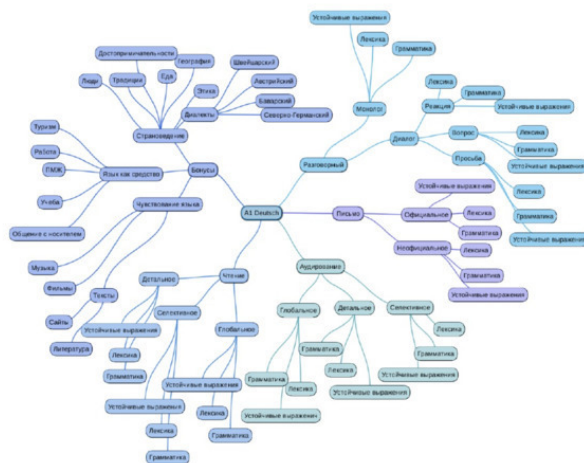 Устойчивые выражения
Лексика
Грамматика
Монолог
Лексика
Реакция
Грамматика
Устойчивые выражения
Диалог
Вопрос
Лексика
Грамматика
Устойчивые выражения
Просьба
Лексика
Грамматика
Устойчивые выражения
Разговорный
Достопримечательности
География
Люди
Традиции
Еда
Этика
Страноведение
Диалекты
Швейцарский
Австрийский
Баварский
Северно-Германский
Бонусы
Туризм
Работа
ПМЖ
Учеба
Общение с носителем
Язык как средство
Чувствование языка
Музыка
Фильмы
Тексты
Сайты
Литература
A1 Deutsch
Письмо
Официальное
Устойчивые выражения
Лексика
Грамматика
Неофициальное
Лексика
Грамматика
Устойчивые выражения
Чтение
Детальное
Устойчивые выражения
Лексика
Грамматика
Селективное
Устойчивые выражения
Лексика
Грамматика
Глобальное
Устойчивые выражения
Лексика
Грамматика
Аудирование
Глобальное
Грамматика
Лексика
Устойчивые выражения
Детальное
Грамматика
Лексика
Устойчивые выражения
Селективное
Лексика
Грамматика
Устойчивые выражения